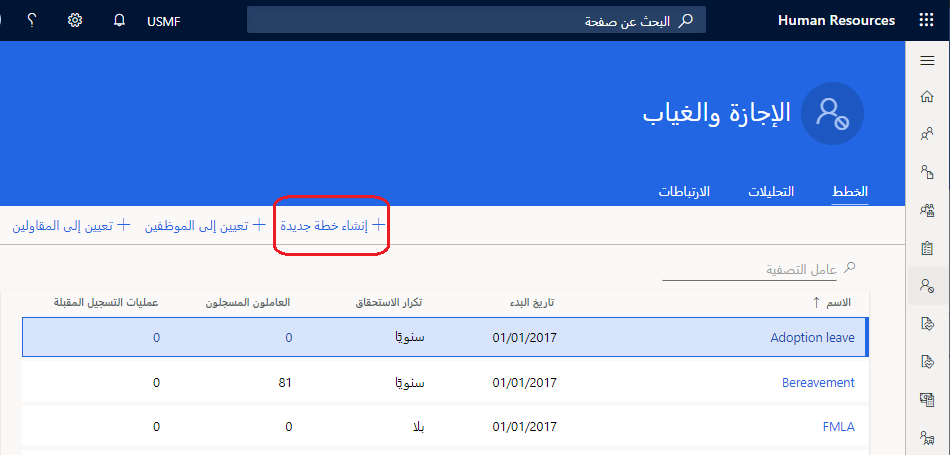 Human Resources
البحث عن صفحة
USMF
؟
الإجازة والغياب
الخطط التحليلات الارتباطات
+ إنشاء خطة جديدة + تعيين إلى الموظفين + تعيين إلى المقاولين
عامل التصفية
الاسم ↑ تاريخ البدء تكرار الاستحقاق العاملون المسجلون عمليات التسجيل المقبلة
Adoption leave 01/01/2017 سنويًا 0 0
Bereavement 01/01/2017 سنويًا 81 0
FMLA 01/01/2017 بلا 0 0